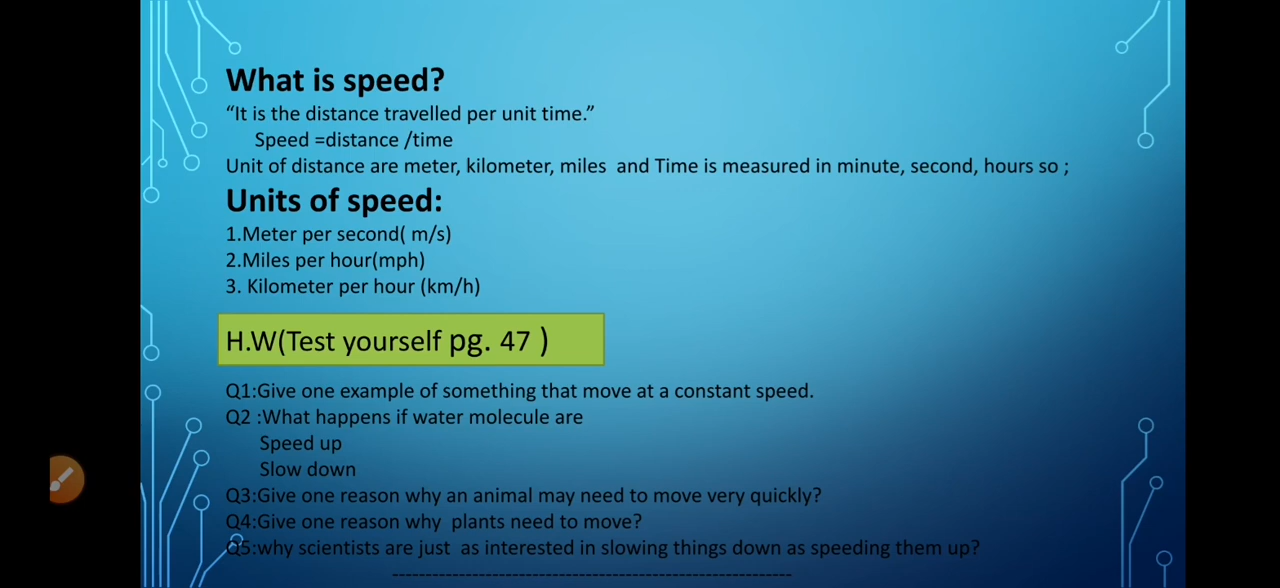 What is speed?
“It is the distance travelled per unit time.”
Speed =distance /time
Unit of distance are meter, kilometer, miles  and Time is measured in minute, second, hours so ;
Units of speed:
1.Meter per second( m/s)
2.Miles per hour(mph)
3. Kilometer per hour (km/h)
H.W(Test yourself pg. 47 )
Q1:Give one example of something that move at a constant speed.
Q2 :What happens if water molecule are
Speed up
Slow down
Q3:Give one reason why an animal may need to move very quickly?
Q4:Give one reason why  plants need to move?
Q5:why scientists are just  as interested in slowing things down as speeding them up?
------------------------------------------------------------